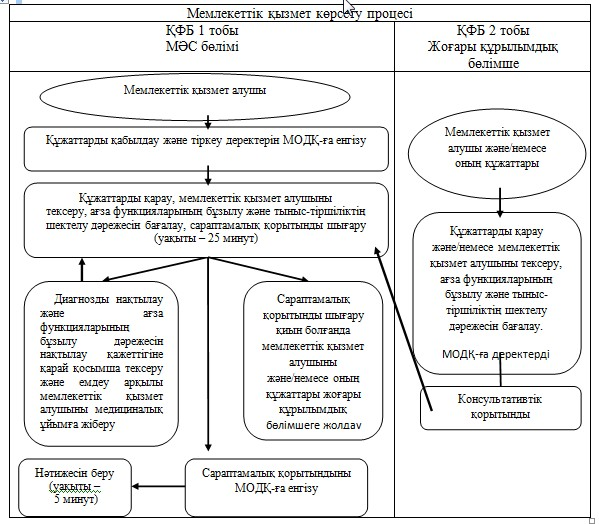 Мемлекеттік қызмет көрсету процесі
ҚФБ 1 тобы
МӘС бөлімі
ҚФБ 2 тобы
Жоғары құрылымдық
бөлімше
Мемлекеттік қызмет алушы
Құжаттарды қабылдау және тіркеу деректерін МОДҚ-ға енгізу
Құжаттарды қарау, мемлекеттік қызмет алушыны
тексеру, ағза функцияларының бұзылу және тыныс-тіршіліктің
шектелу дәрежесін бағалау, сараптамалық қорытынды шығару
(уақыты – 25 минут)
Диагнозды нақтылау
және ағза
функцияларының
бұзылу дәрежесін
нақтылау қажеттігіне
қарай қосымша тексеру
және емдеу арқылы
мемлекеттік қызмет
алушыны медициналық
ұйымға жіберу
Сараптамалық
қорытынды шығару
қиын болғанда
мемлекеттік қызмет
алушыны
және/немесе оның
құжаттары жоғары
құрылымдық
бөлімшеге жолдау
Нәтижесін беру
(уақыты –
5 минут)
Сараптамалық қорытындыны
МОДҚ-ға енгізу
Мемлекеттік қызмет
алушы және/немесе
оның құжаттары
Құжаттарды қарау
және/немесе мемлекеттік
қызмет алушыны тексеру,
ағза функцияларының
бұзылу және тыныс-
тіршіліктің шектелу
дәрежесін бағалау.
МОДҚ-ға деректерді
Консультативтік
қорытынды